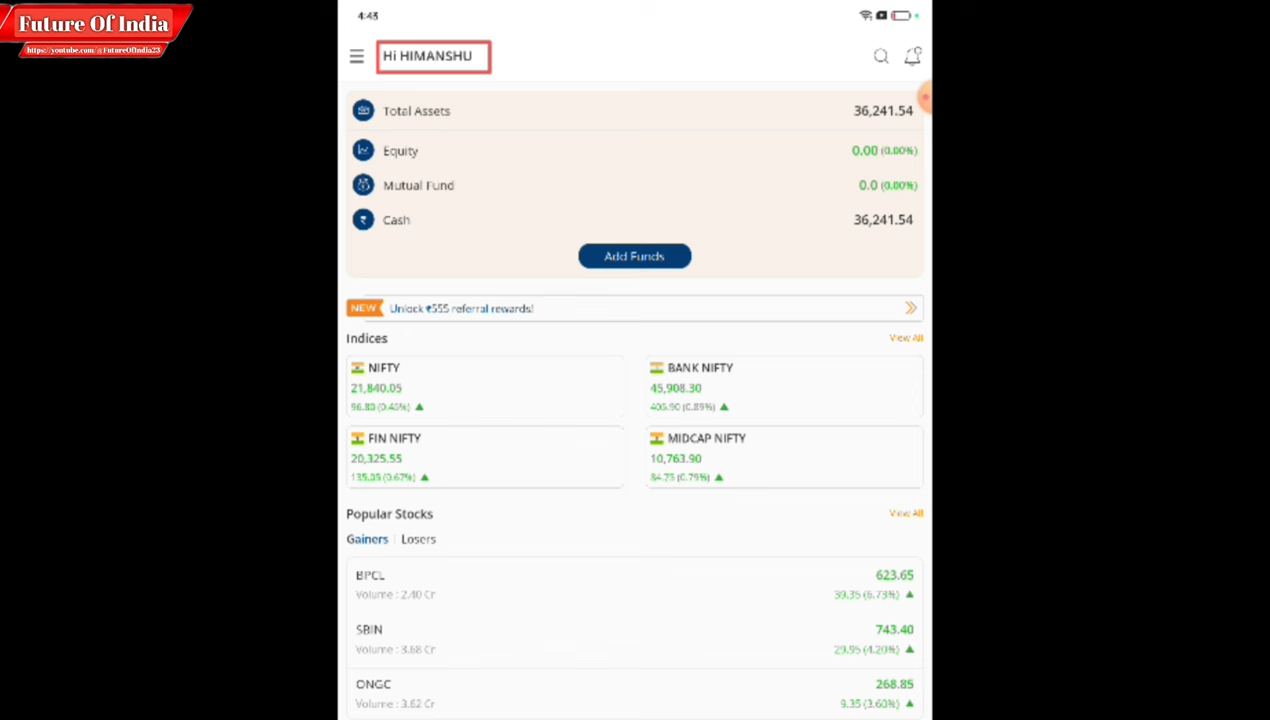 Future Of India
https://youtube.com/@FutureOfIndia23
4:43
Hi HIMANSHU
Total Assets 36,241.54
Equity 0.00 (0.00%)
Mutual Fund 0.0 (0.00%)
Cash 36,241.54
Add Funds
NEW Unlock ₹555 referral rewards!
Indices View All
NIFTY
21,840.05
96.80 (0.45%)
BANK NIFTY
45,908.30
405.90 (0.89%)
FIN NIFTY
20,325.55
135.05 (0.67%)
MIDCAP NIFTY
10,763.90
84.75 (0.79%)
Popular Stocks View All
Gainers Losers
BPCL 623.65
Volume : 2.40 Cr 39.35 (6.73%)
SBIN 743.40
Volume : 3.68 Cr 29.95 (4.20%)
ONGC 268.85
Volume : 3.62 Cr 9.35 (3.60%)